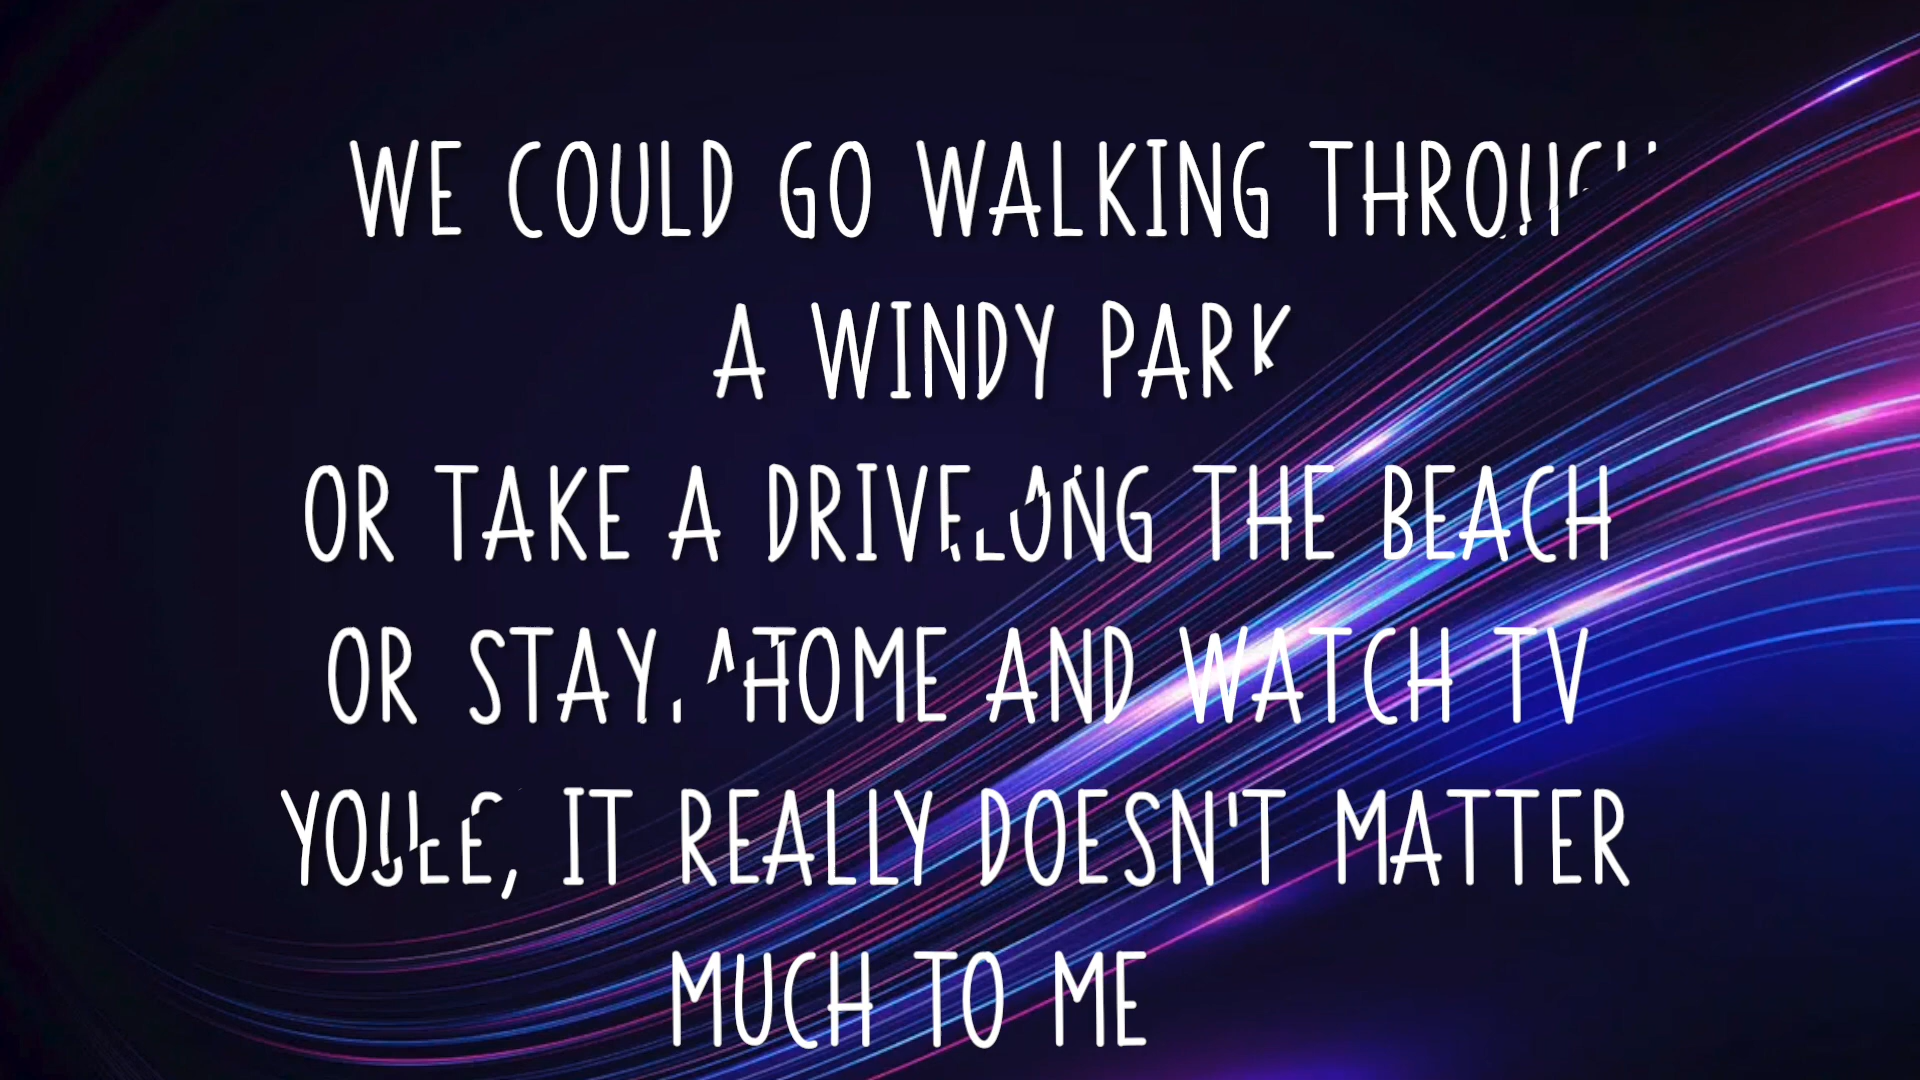 WE COULD GO WALKING THROUGH
A WINDY PARK
OR TAKE A DRIVE THE BEACH
OR STAY HOME AND WATCH TV
IT REALLY DOESN'T MATTER
MUCH TO ME